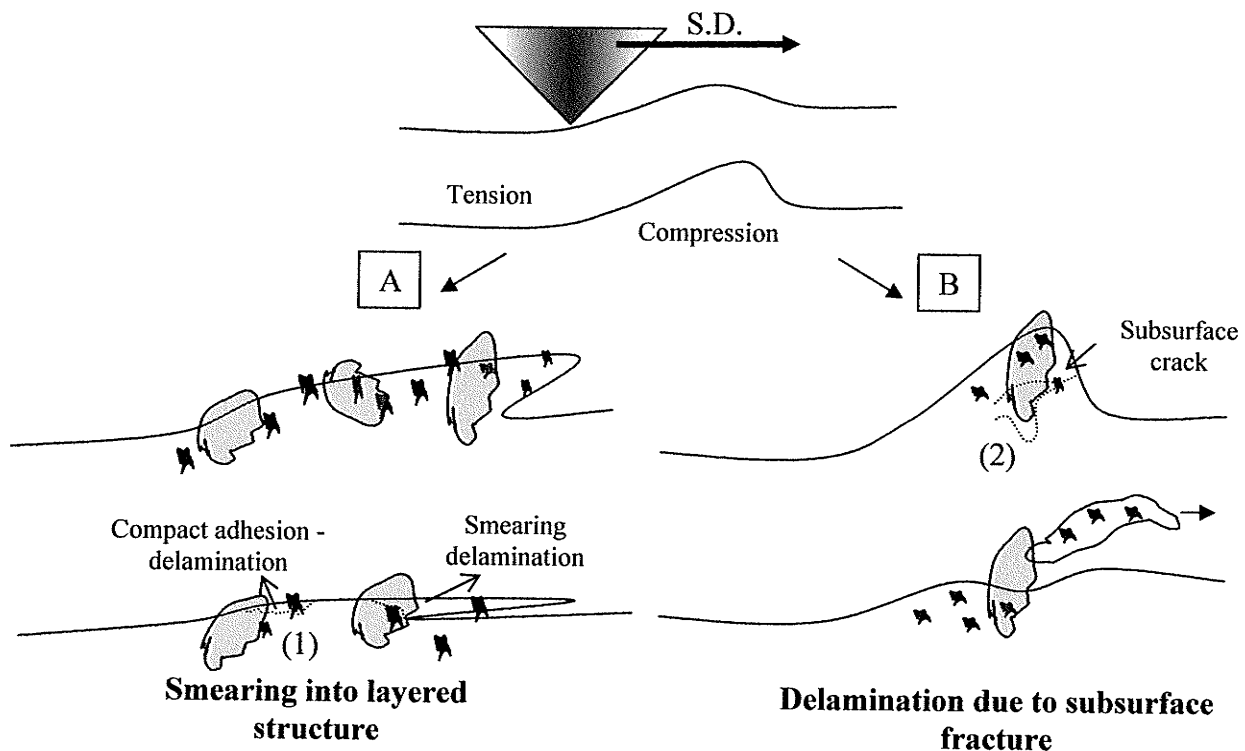 S.D.
Tension
Compression
A
B
Subsurface
crack
(2)
Compact adhesion -
delamination
Smearing
delamination
(1)
Smearing into layered
structure
Delamination due to subsurface
fracture